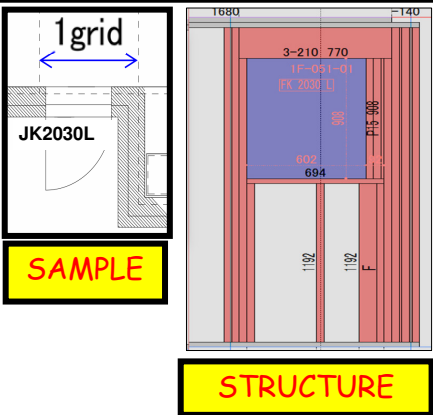 1grid
JK2030L
SAMPLE
1680
-140
3-210 770
1F-051-01
FK 2030 L
908
P15 908
602
694
1192
1192
F
STRUCTURE